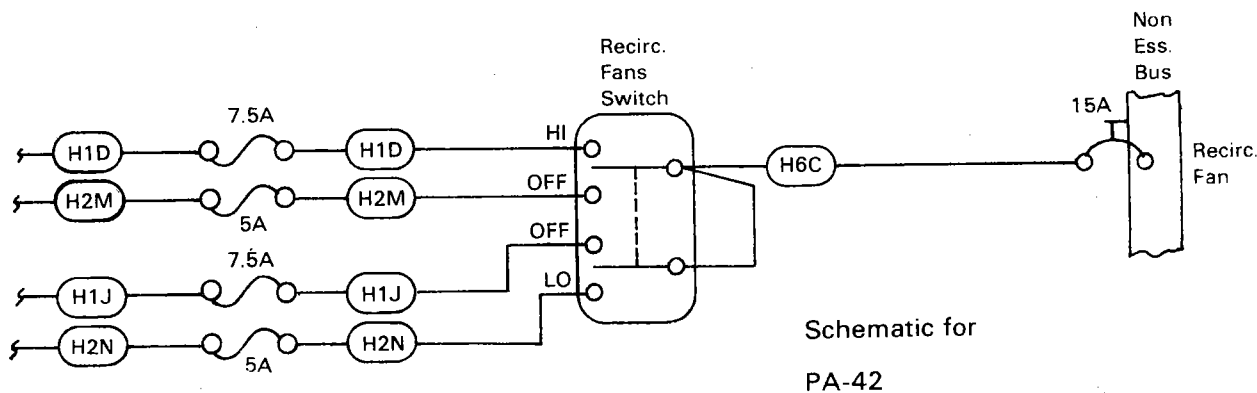 Non
Ess.
Bus
Recirc.
Fans
Switch
15A
7.5A
H1D
H1D
HI
H6C
Recirc.
Fan
H2M
H2M
OFF
5A
OFF
7.5A
H1J
H1J
LO
H2N
H2N
5A
Schematic for
PA-42